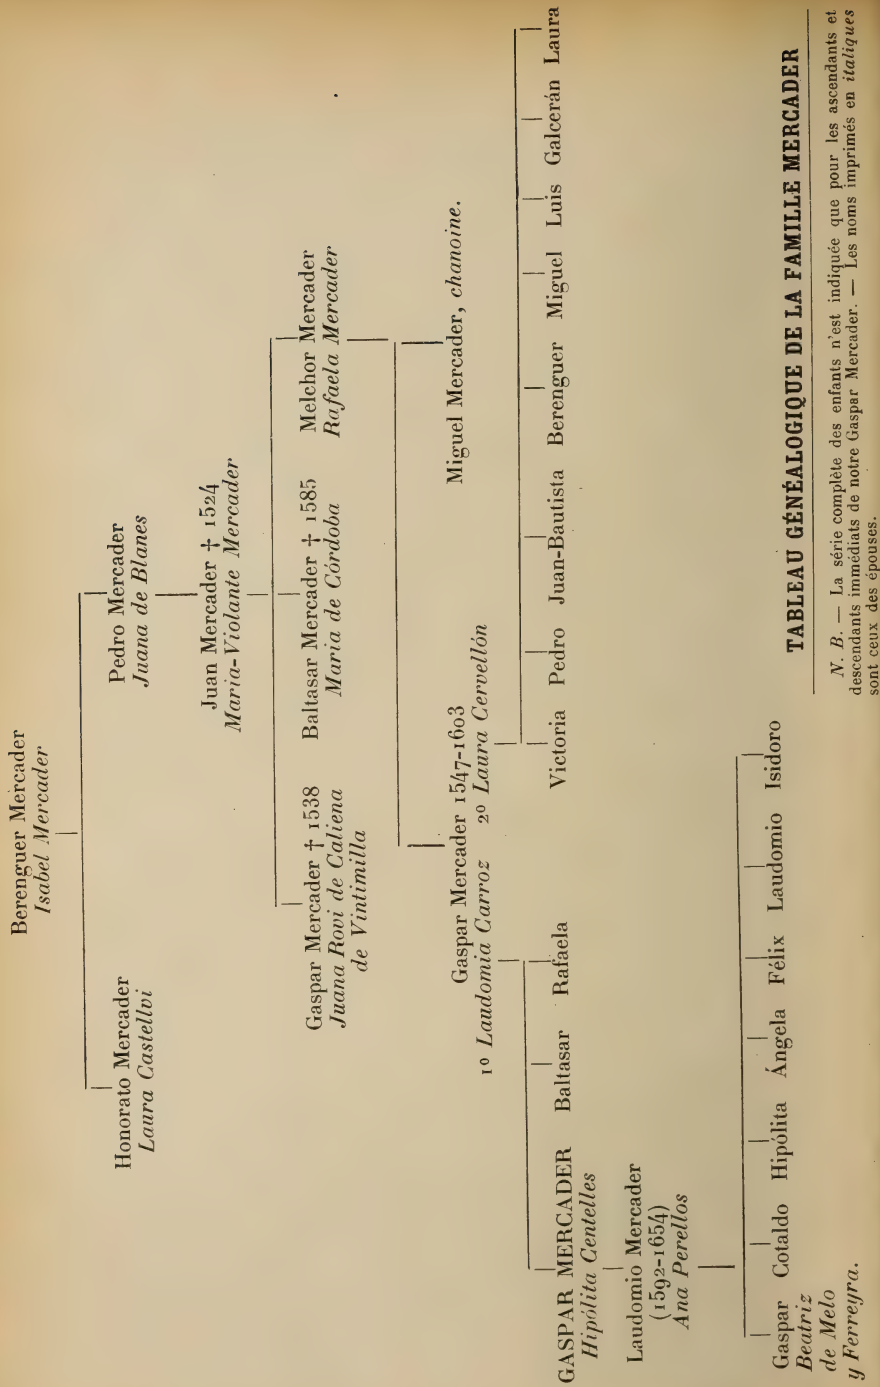 Berenguer Mercader
Isabel Mercader
Honorato Mercader
Laura Castellvi
Pedro Mercader
Juana de Blanes
Juan Mercader † 1524
Maria-Violante Mercader
Gaspar Mercader † 1538
Juana Rovi de Caliena
de Vintimilla
Baltasar Mercader † 1585
Maria de Córdoba
Melchor Mercader
Rafaela Mercader
Gaspar Mercader 1547-1603
1º Laudomia Carroz 2º Laura Cervellón
Miguel Mercader, chanoine.
GASPAR MERCADER
Hipólita Centelles
Baltasar
Rafaela
Victoria Pedro Juan-Bautista Berenguer Miguel Luis Galcerán Laura
Laudomio Mercader
(1592-1654)
Ana Perellos
Gaspar
Beatriz
de Melo
y Ferreyra.
Cotaldo Hipólita Ángela Félix Laudomio Isidoro
TABLEAU GÉNÉALOGIQUE DE LA FAMILLE MERCADER
N. B. — La série complète des enfants n'est indiquée que pour les ascendants et
descendants immédiats de notre Gaspar Mercader. — Les noms imprimés en italiques
sont ceux des épouses.